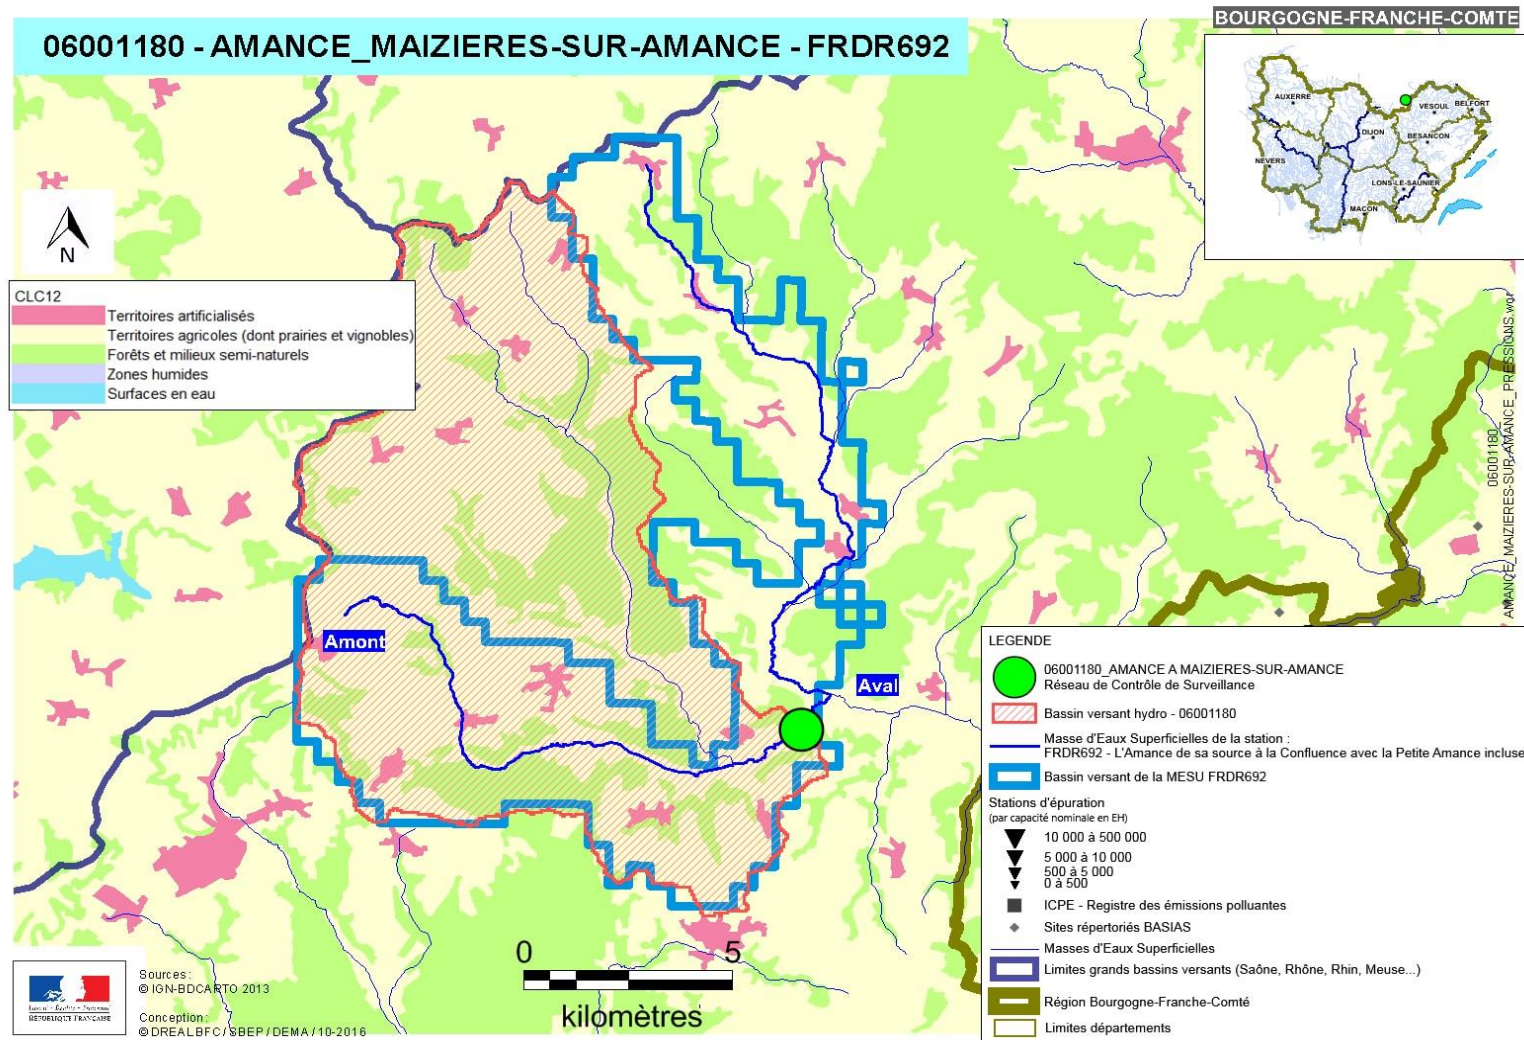 BOURGOGNE-FRANCHE-COMTE
06001180 - AMANCE_MAIZIERES-SUR-AMANCE - FRDR692
AUXERRE
VESOUL
BELFORT
DIJON
BESANCON
NEVERS
LONS-LE-SAUNIER
MACON
N
CLC12
Territoires artificialisés
Territoires agricoles (dont prairies et vignobles)
Forêts et milieux semi-naturels
Zones humides
Surfaces en eau
06001180_
AMANCE_MAIZIERES-SUR-AMANCE_PRESSIONS.wor
Amont
Aval
LEGENDE
06001180_AMANCE A MAIZIERES-SUR-AMANCE
Réseau de Contrôle de Surveillance
Bassin versant hydro - 06001180
Masse d'Eaux Superficielles de la station :
FRDR692 - L'Amance de sa source à la Confluence avec la Petite Amance incluse
Bassin versant de la MESU FRDR692
Stations d'épuration
(par capacité nominale en EH)
10 000 à 500 000
5 000 à 10 000
500 à 5 000
0 à 500
ICPE - Registre des émissions polluantes
Sites répertoriés BASIAS
Masses d'Eaux Superficielles
Limites grands bassins versants (Saône, Rhône, Rhin, Meuse...)
Région Bourgogne-Franche-Comté
Limites départements
0 5
kilomètres
Sources :
© IGN-BDCARTO 2013
Conception :
© DREALBFC / SBEP / DEMA / 10-2016
Liberté • Égalité • Fraternité
RÉPUBLIQUE FRANÇAISE